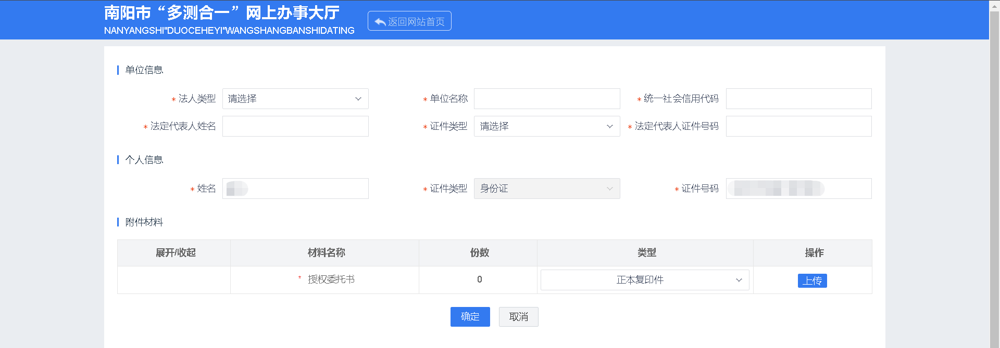 南阳市“多测合一”网上办事大厅
返回网站首页
NANYANGSHI"DUOCEHEYI"WANGSHANGBANSHIDATING
单位信息
* 法人类型 请选择 * 单位名称 * 统一社会信用代码
* 法定代表人姓名 * 证件类型 请选择 * 法定代表人证件号码
个人信息
* 姓名 * 证件类型 身份证 * 证件号码
附件材料
展开/收起 材料名称 份数 类型 操作
* 授权委托书 0 正本复印件 上传
确定 取消